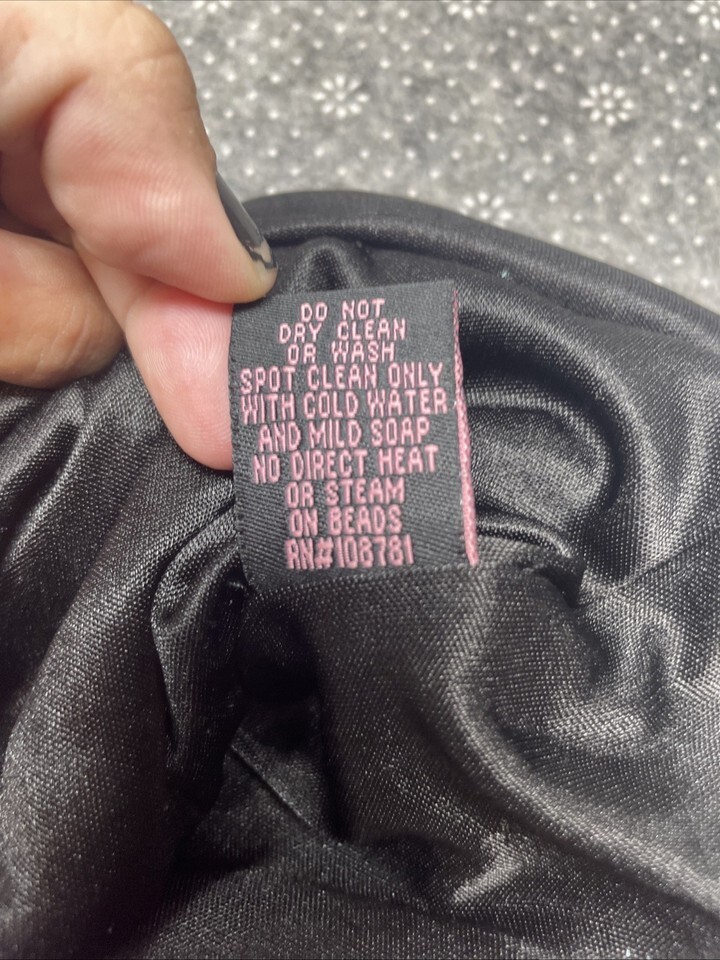 DO NOT
DRY CLEAN
OR WASH
SPOT CLEAN ONLY
WITH COLD WATER
AND MILD SOAP
NO DIRECT HEAT
OR STEAM
ON BEADS
RN#108781